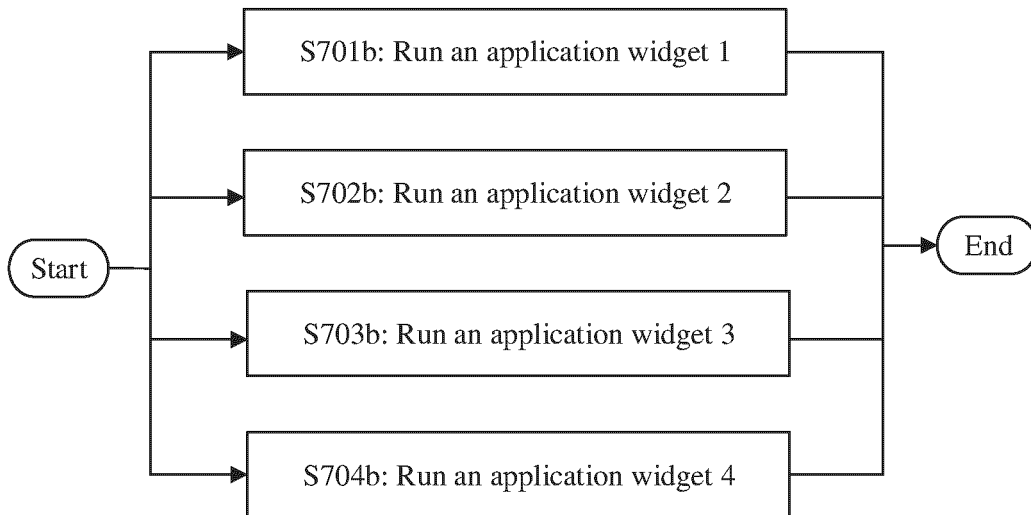 S701b: Run an application widget 1
S702b: Run an application widget 2
Start
End
S703b: Run an application widget 3
S704b: Run an application widget 4